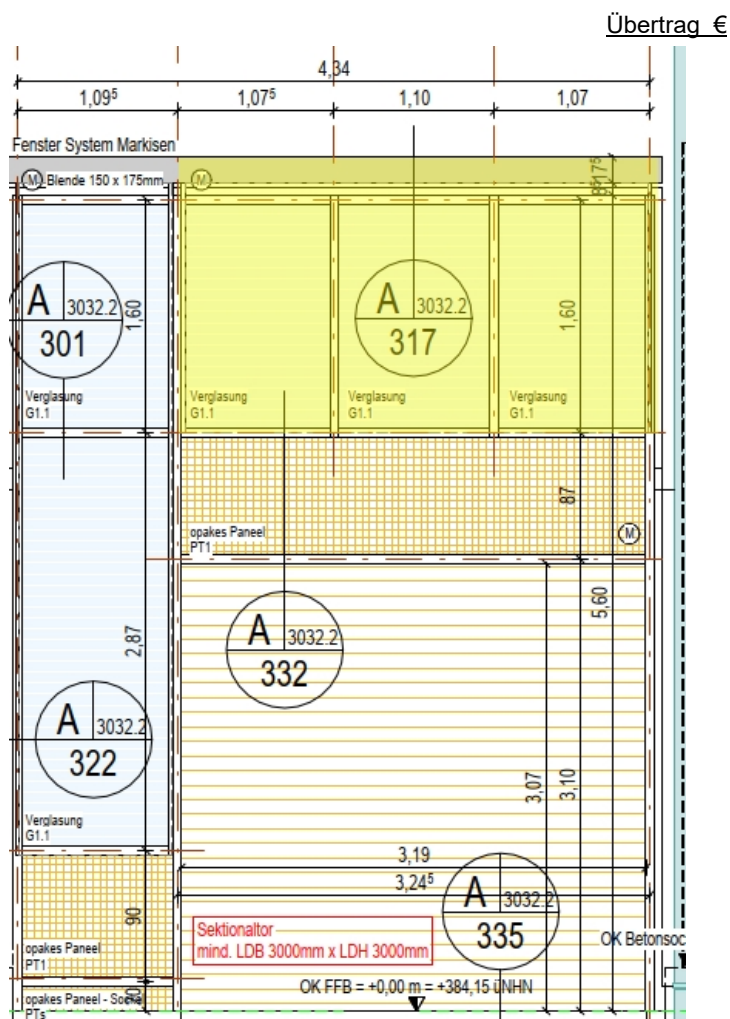 Übertrag €
4,34
1,09⁵ 1,07⁵ 1,10 1,07
Fenster System Markisen
M Blende 150 x 175mm M
17⁵
8⁵
A 3032.2
301
1,60
A 3032.2
317
1,60
Verglasung
G1.1
Verglasung
G1.1
Verglasung
G1.1
Verglasung
G1.1
87
opakes Paneel
PT1
M
5,60
2,87
A 3032.2
332
A 3032.2
322
3,07
3,10
Verglasung
G1.1
3,19
3,24⁵
A 3032.2
335
90
Sektionaltor
mind. LDB 3000mm x LDH 3000mm
OK Betonsoc
opakes Paneel
PT1
OK FFB = +0,00 m = +384,15 üNHN
opakes Paneel - Sockel
PTs